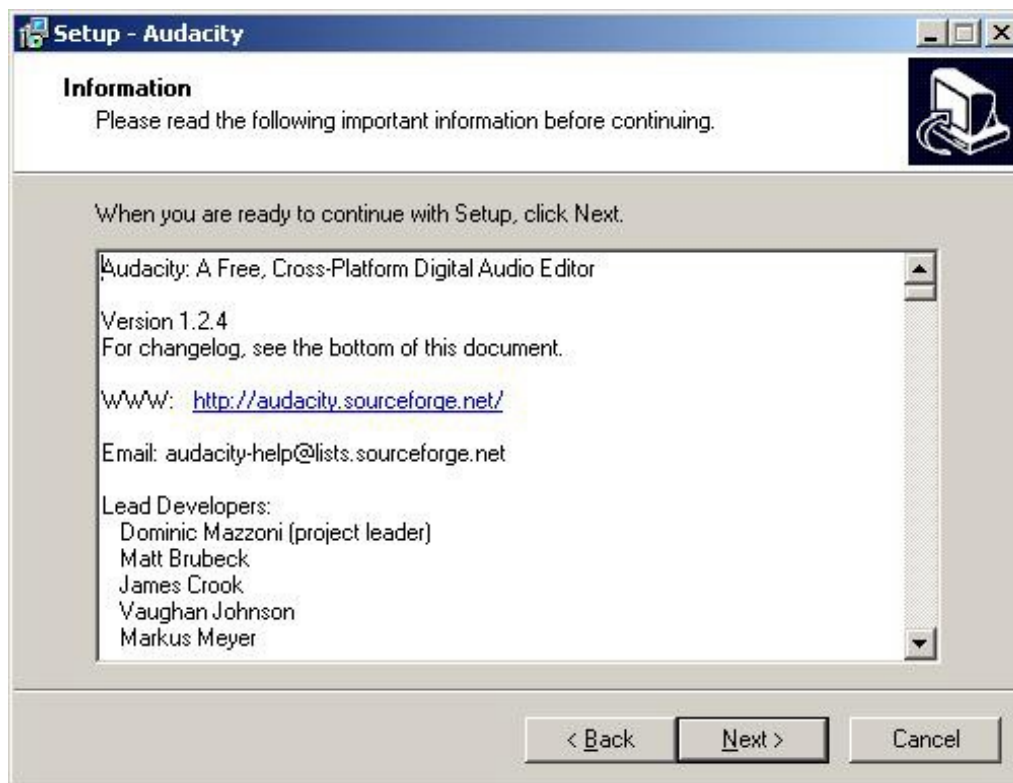 Setup - Audacity
Information
Please read the following important information before continuing.
When you are ready to continue with Setup, click Next.
Audacity: A Free, Cross-Platform Digital Audio Editor
Version 1.2.4
For changelog, see the bottom of this document.
WWW: http://audacity.sourceforge.net/
Email: audacity-help@lists.sourceforge.net
Lead Developers:
Dominic Mazzoni (project leader)
Matt Brubeck
James Crook
Vaughan Johnson
Markus Meyer
< Back Next > Cancel